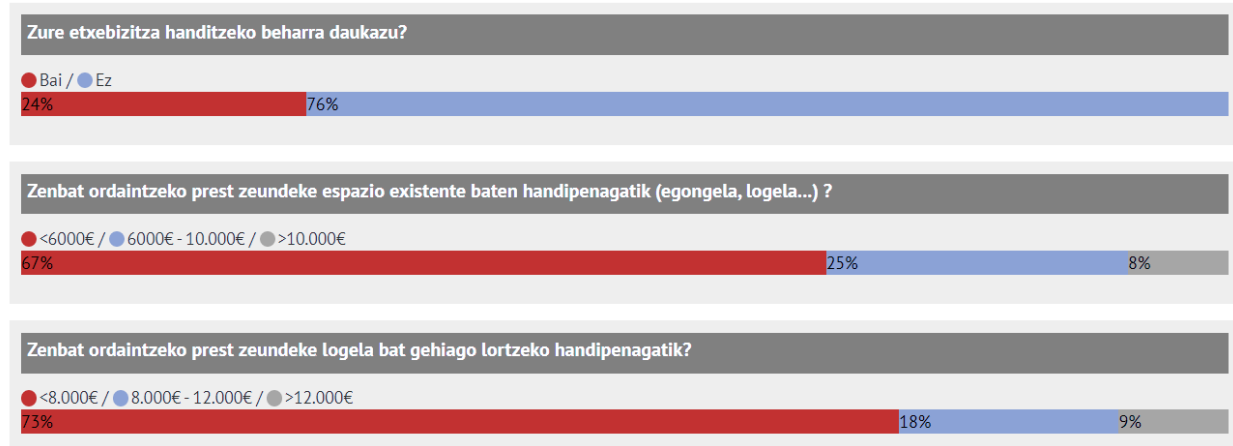 Zure etxebizitza handitzeko beharra daukazu?
Bai / Ez
24% 76%
Zenbat ordaintzeko prest zeundeke espazio existente baten handipenagatik (egongela, logela...) ?
<6000€ / 6000€ - 10.000€ / >10.000€
67% 25% 8%
Zenbat ordaintzeko prest zeundeke logela bat gehiago lortzeko handipenagatik?
<8.000€ / 8.000€ - 12.000€ / >12.000€
73% 18% 9%